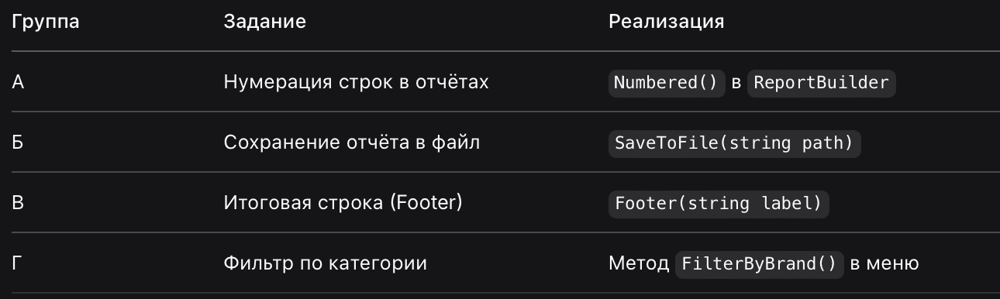 Группа Задание Реализация
А Нумерация строк в отчётах Numbered() в ReportBuilder
Б Сохранение отчёта в файл SaveToFile(string path)
В Итоговая строка (Footer) Footer(string label)
Г Фильтр по категории Метод FilterByBrand() в меню